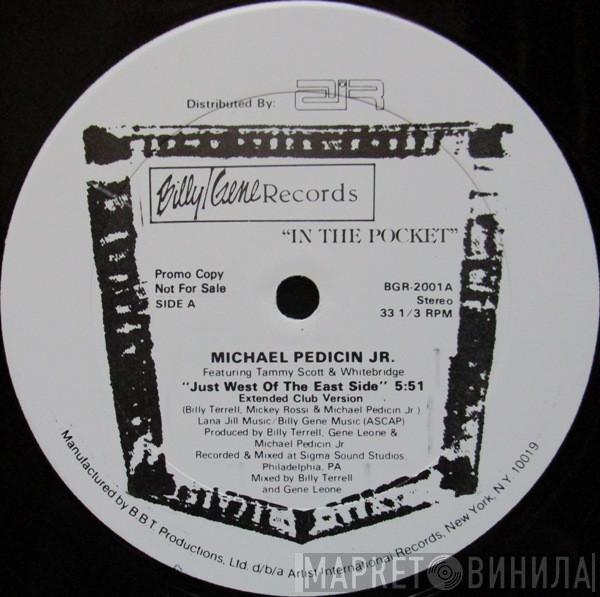 Distributed By: AIR
Billy/Gene Records
“IN THE POCKET”
Promo Copy
Not For Sale
SIDE A
BGR-2001A
Stereo
33 1/3 RPM
MICHAEL PEDICIN JR.
Featuring Tammy Scott & Whitebridge
"Just West Of The East Side" 5:51
Extended Club Version
(Billy Terrell, Mickey Rossi & Michael Pedicin Jr.)
Lana Jill Music/Billy Gene Music (ASCAP)
Produced by Billy Terrell, Gene Leone &
Michael Pedicin Jr
Recorded & Mixed at Sigma Sound Studios,
Philadelphia, PA
Mixed by Billy Terrell
and Gene Leone
Manufactured by B.B.T. Productions, Ltd. d/b/a Artist International Records, New York, N.Y. 10019
МАРКЕТ ВИНИЛА